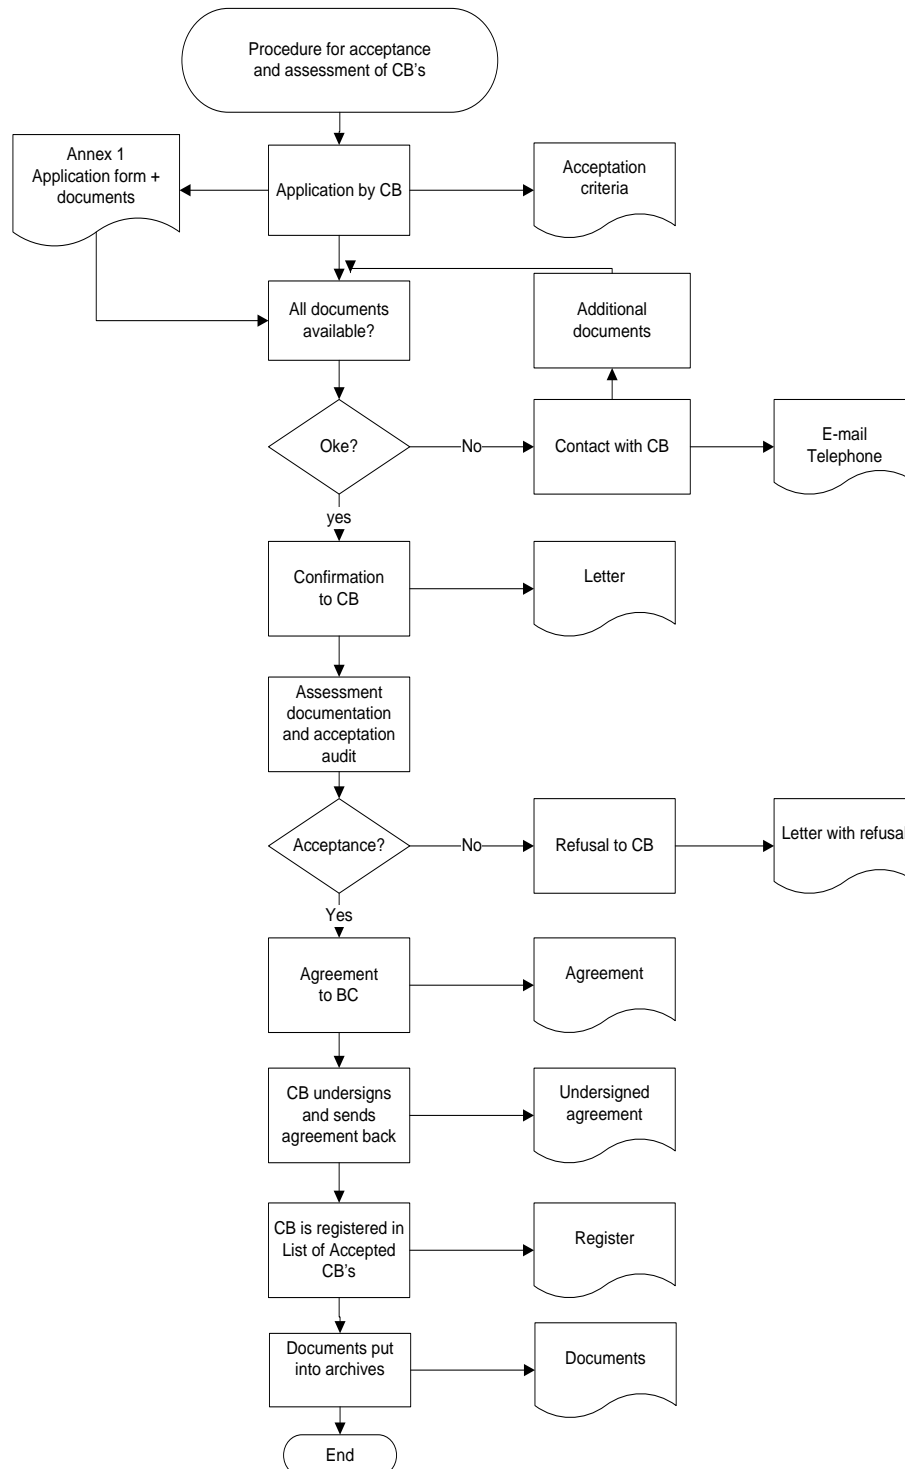 Procedure for acceptance
and assessment of CB's
Annex 1
Application form +
documents
Application by CB
Acceptation
criteria
All documents
available?
Additional
documents
Oke?
No
Contact with CB
E-mail
Telephone
yes
Confirmation
to CB
Letter
Assessment
documentation
and acceptation
audit
Acceptance?
No
Refusal to CB
Letter with refusal
Yes
Agreement
to BC
Agreement
CB undersigns
and sends
agreement back
Undersigned
agreement
CB is registered in
List of Accepted
CB's
Register
Documents put
into archives
Documents
End